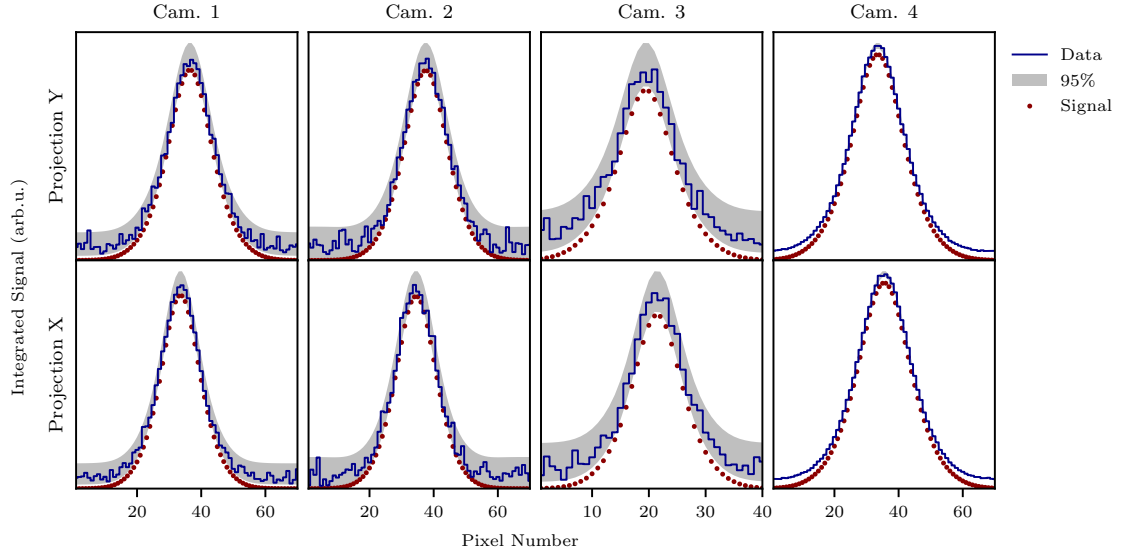 Cam. 1 Cam. 2 Cam. 3 Cam. 4
Data
95%
Signal
Projection Y
Integrated Signal (arb.u.)
Projection X
20 40 60 20 40 60 10 20 30 40 20 40 60
Pixel Number